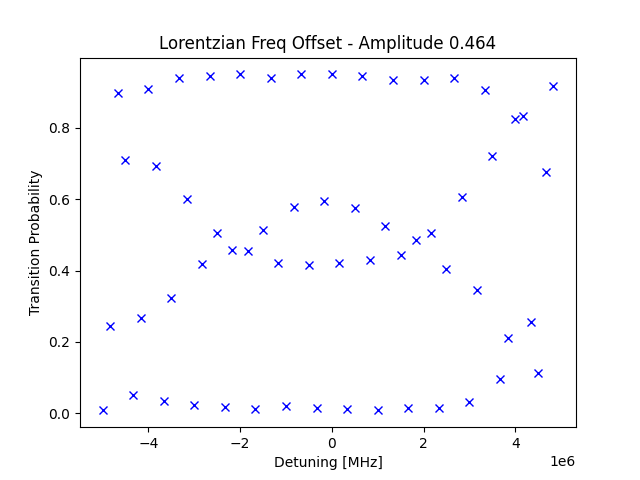 Lorentzian Freq Offset - Amplitude 0.464
Transition Probability
0.8
0.6
0.4
0.2
0.0
−4
−2
0
2
4
1e6
Detuning [MHz]